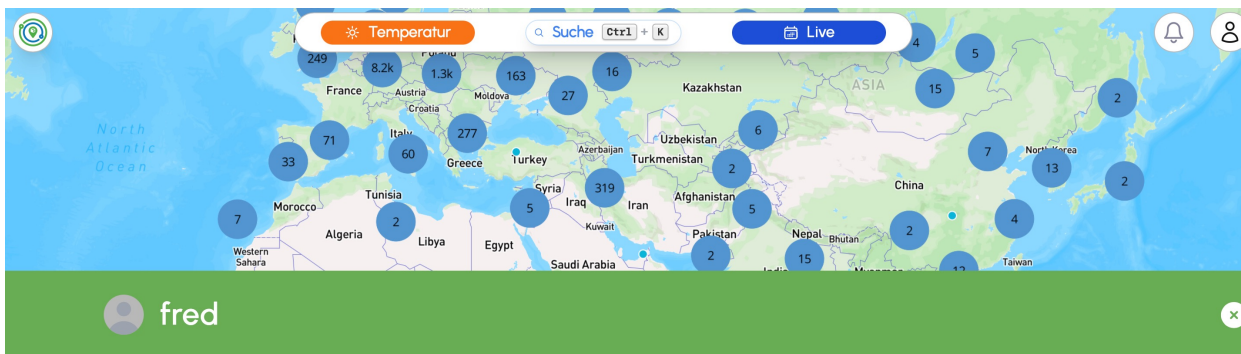 Temperatur
Suche Ctrl + K
Live
249
8.2k
1.3k
163
27
16
4
5
15
2
France
Austria
Croatia
Moldova
Kazakhstan
ASIA
North
Atlantic
Ocean
33
71
Italy
60
277
Greece
Turkey
Azerbaijan
Uzbekistan
Turkmenistan
6
2
7
North Korea
13
2
China
Tunisia
Morocco
7
2
5
Syria
Iraq
319
Iran
Afghanistan
5
Kuwait
Pakistan
2
Nepal
Bhutan
15
2
4
Algeria
Libya
Egypt
Western
Sahara
Saudi Arabia
Taiwan
fred